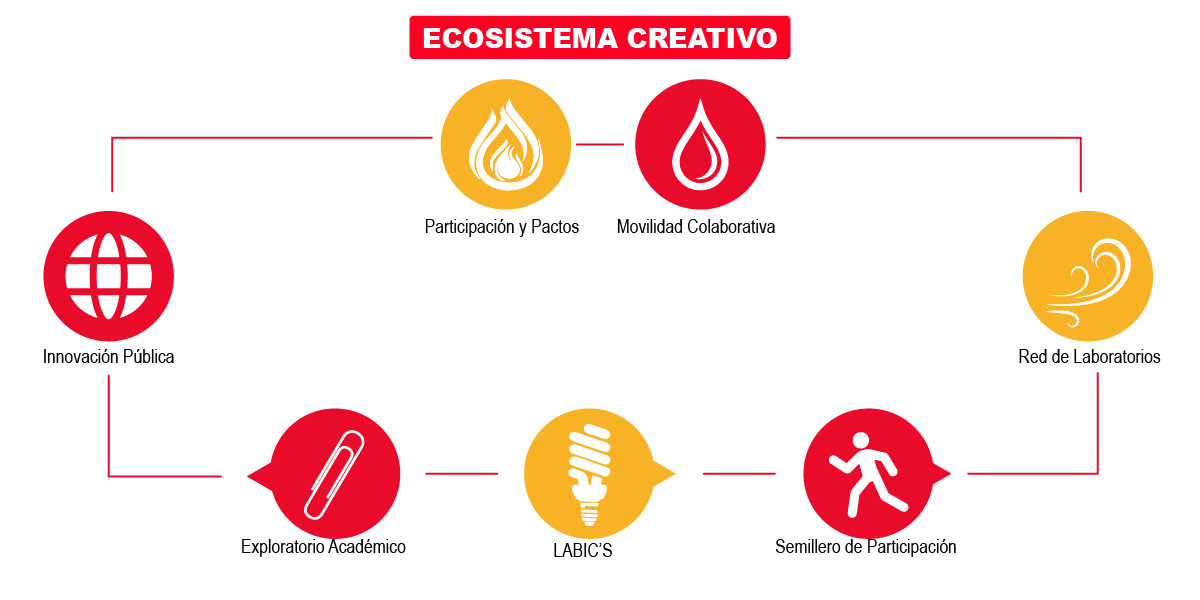 ECOSISTEMA CREATIVO
Participación y Pactos
Movilidad Colaborativa
Innovación Pública
Red de Laboratorios
Exploratorio Académico
LABIC'S
Semillero de Participación